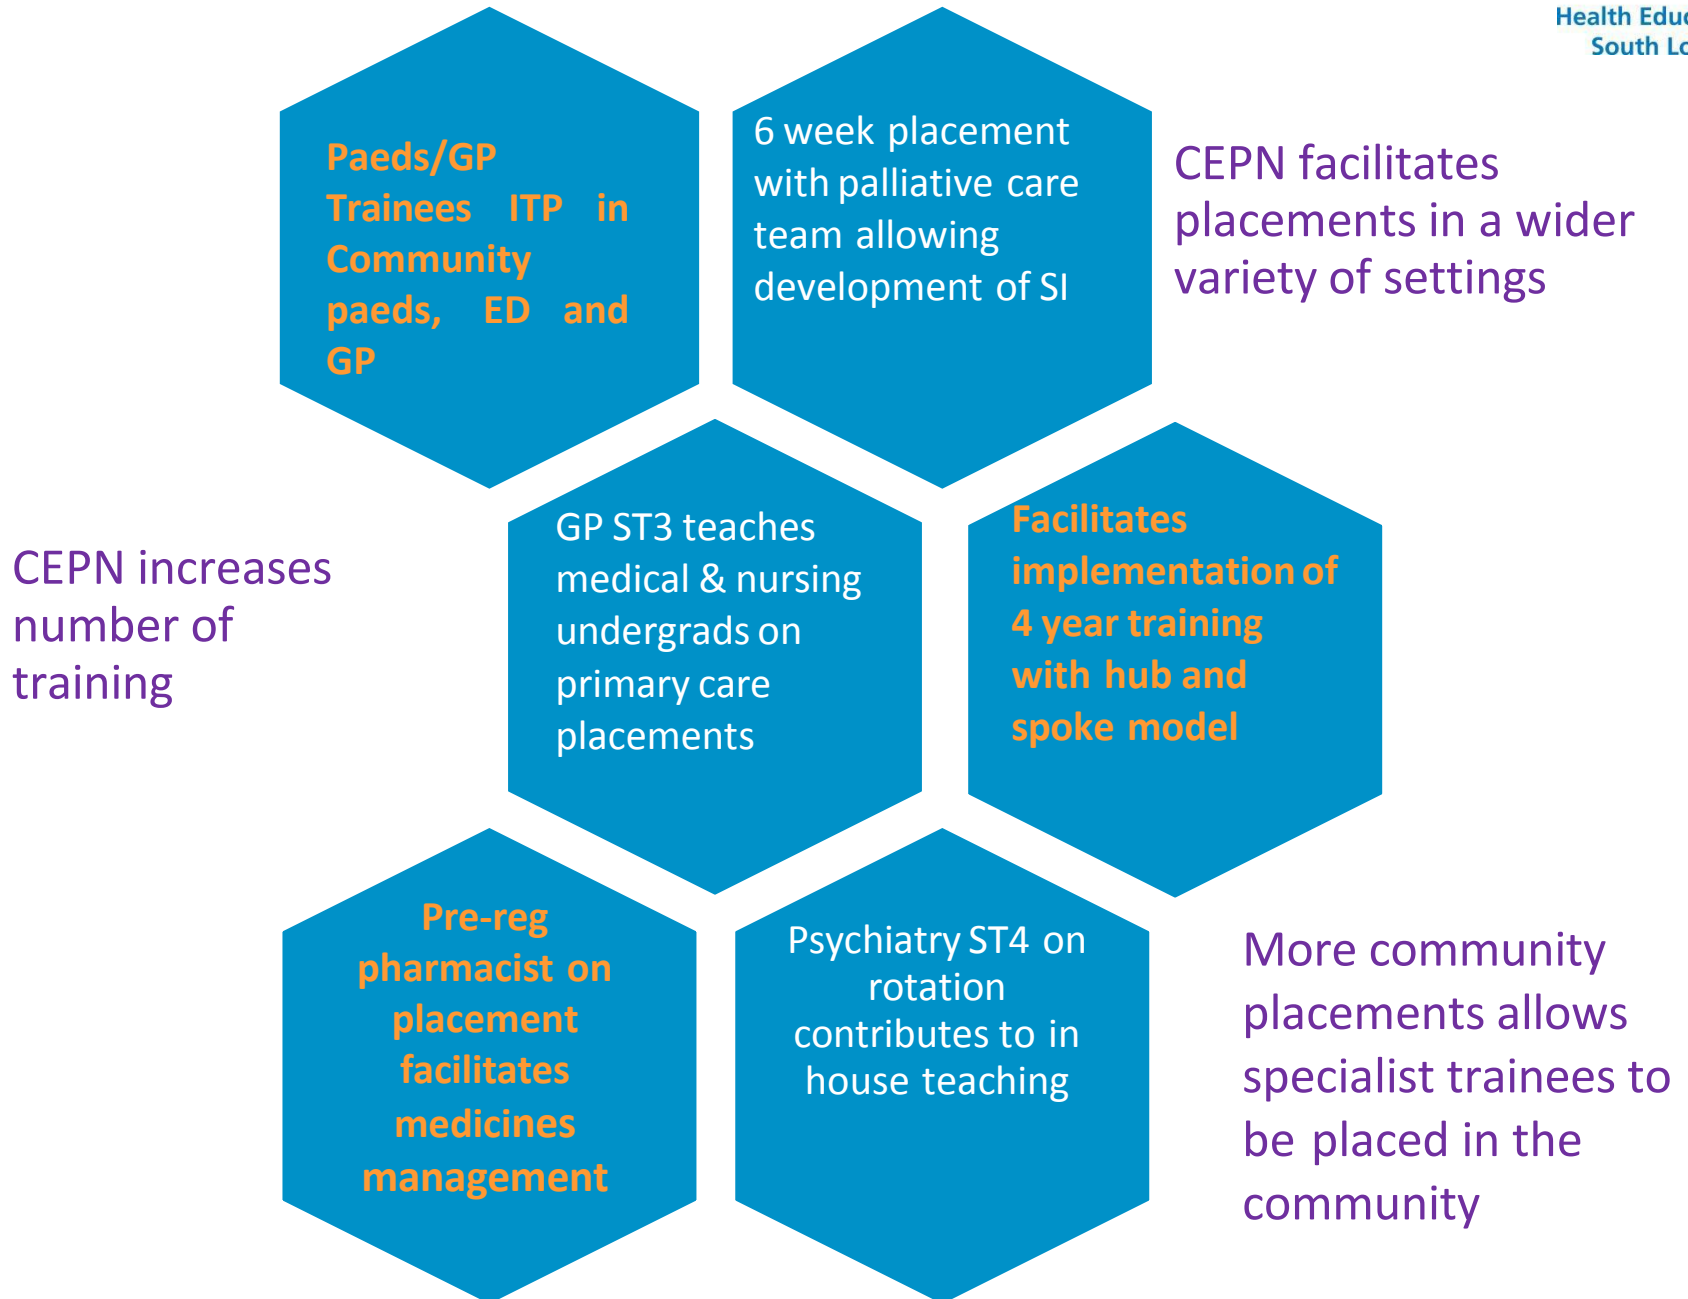 Health Educ
South Lo
Paeds/GP
Trainees ITP in
Community
paeds, ED and
GP
6 week placement
with palliative care
team allowing
development of SI
CEPN facilitates
placements in a wider
variety of settings
CEPN increases
number of
training
GP ST3 teaches
medical & nursing
undergrads on
primary care
placements
Facilitates
implementation of
4 year training
with hub and
spoke model
Pre-reg
pharmacist on
placement
facilitates
medicines
management
Psychiatry ST4 on
rotation
contributes to in
house teaching
More community
placements allows
specialist trainees to
be placed in the
community